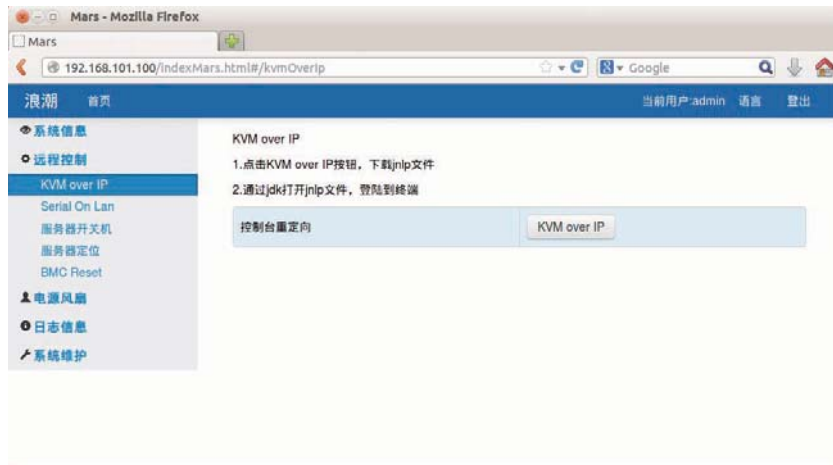 Mars - Mozilla Firefox
Mars
192.168.101.100/indexMars.html#/kvmOverIp
Google
浪潮 首页 当前用户:admin 语言 登出
系统信息
远程控制
KVM over IP
Serial On Lan
服务器开关机
服务器定位
BMC Reset
电源风扇
日志信息
系统维护
KVM over IP
1.点击KVM over IP按钮，下载jnlp文件
2.通过jdk打开jnlp文件，登陆到终端
控制台重定向 KVM over IP